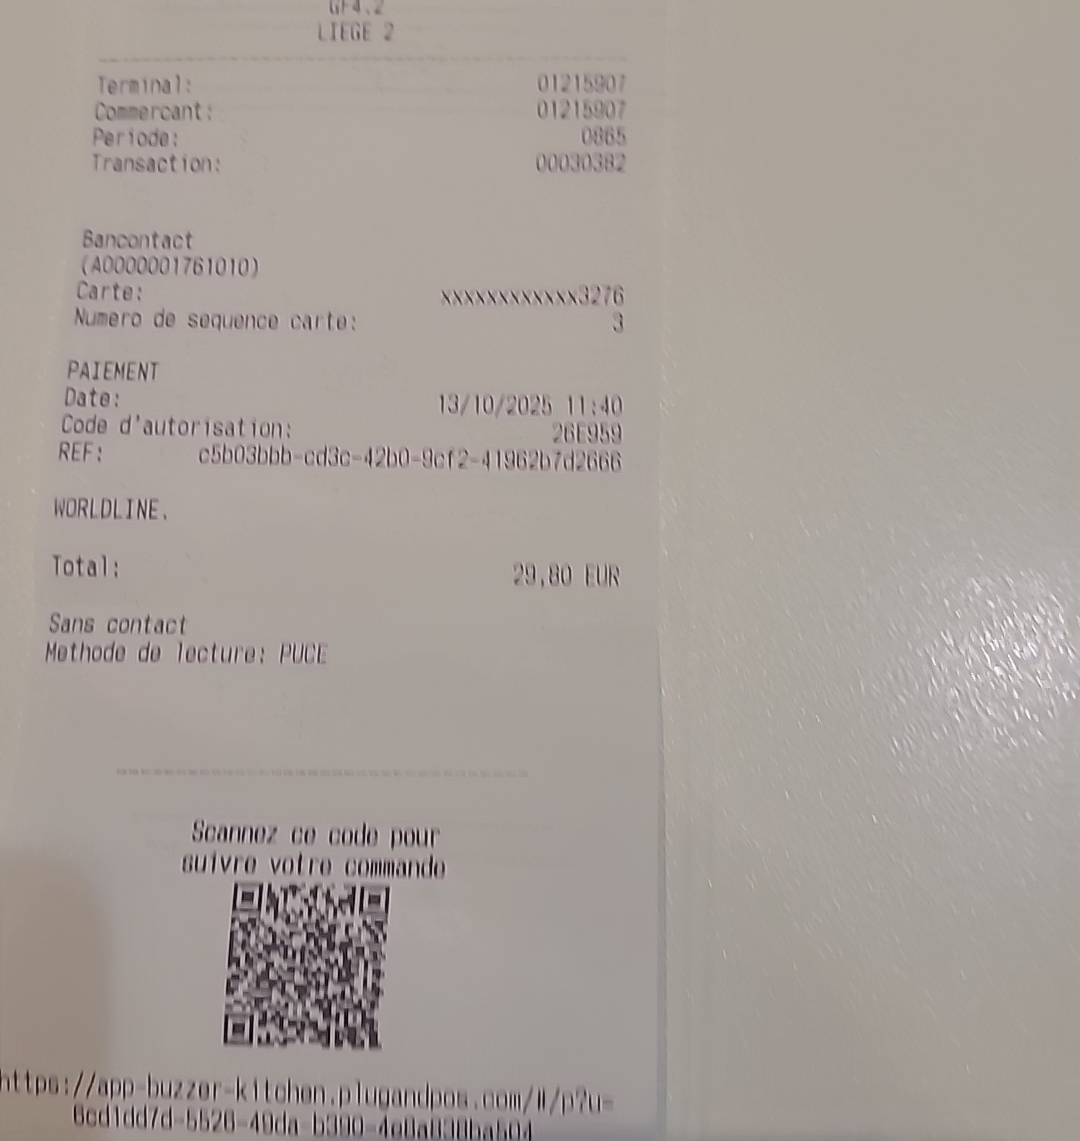 GF4.2
LIEGE 2
Terminal: 01215907
Commercant: 01215907
Periode: 0865
Transaction: 00030382
Bancontact
(A0000001761010)
Carte: xxxxxxxxxxxxx3276
Numero de sequence carte: 3
PAIEMENT
Date: 13/10/2025 11:40
Code d'autorisation: 26E959
REF: c5b03bbb-cd3c-42b0-9cf2-41962b7d2666
WORLDLINE.
Total: 29,80 EUR
Sans contact
Methode de lecture: PUCE
Scannez ce code pour
suivre votre commande
https://app-buzzer-kitchen.plugandpos.com/#/p?u=